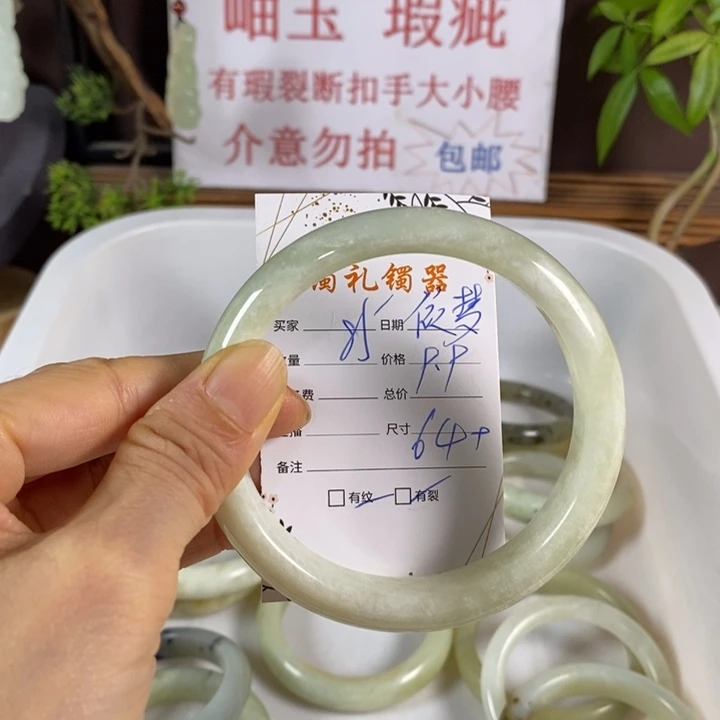 岫玉 瑕疵
有瑕裂断扣手大小腰
介意勿拍 包邮
礼镯器
买家 日期
量 价格 P.P
费 总价
尺寸 64+
备注
有纹 有裂